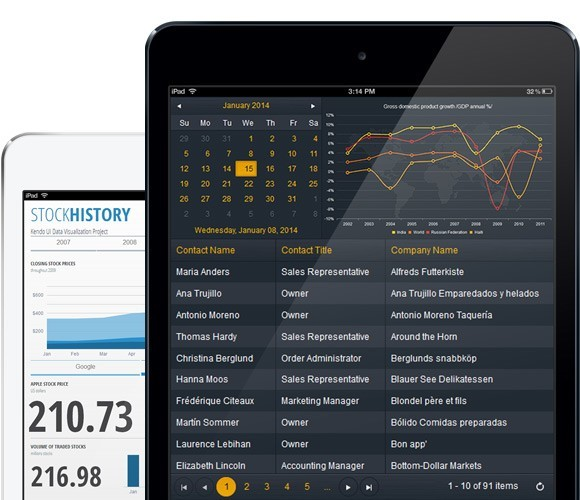 iPad
STOCKHISTORY
Kendo UI Data Visualization Project
2007 2008
CLOSING STOCK PRICES
throughout 2009
$600
$400
$200
Jan Feb Mar Apr
Google
APPLE STOCK PRICE
210.73
VOLUME OF TRADER STOCKS
216.98
Jan
iPad 3:14 PM 32%
January 2014
Su Mo Tu We Th Fr Sa
29 30 31 1 2 3 4
5 6 7 8 9 10 11
12 13 14 15 16 17 18
19 20 21 22 23 24 25
26 27 28 29 30 31 1
2 3 4 5 6 7 8
Wednesday, January 08, 2014
Gross domestic product growth /GDP annual %/
12%
10%
8%
6%
4%
2%
0%
-2%
-4%
-6%
-8%
-10%
2002 2003 2004 2005 2006 2007 2008 2009 2010 2011
India World Russian Federation Haiti
Contact Name Contact Title Company Name
Maria Anders Sales Representative Alfreds Futterkiste
Ana Trujillo Owner Ana Trujillo Emparedados y helados
Antonio Moreno Owner Antonio Moreno Taquería
Thomas Hardy Sales Representative Around the Horn
Christina Berglund Order Administrator Berglunds snabbköp
Hanna Moos Sales Representative Blauer See Delikatessen
Frédérique Citeaux Marketing Manager Blondel père et fils
Martín Sommer Owner Bólido Comidas preparadas
Laurence Lebihan Owner Bon app'
Elizabeth Lincoln Accounting Manager Bottom-Dollar Markets
1 2 3 4 5 ... 1 - 10 of 91 items